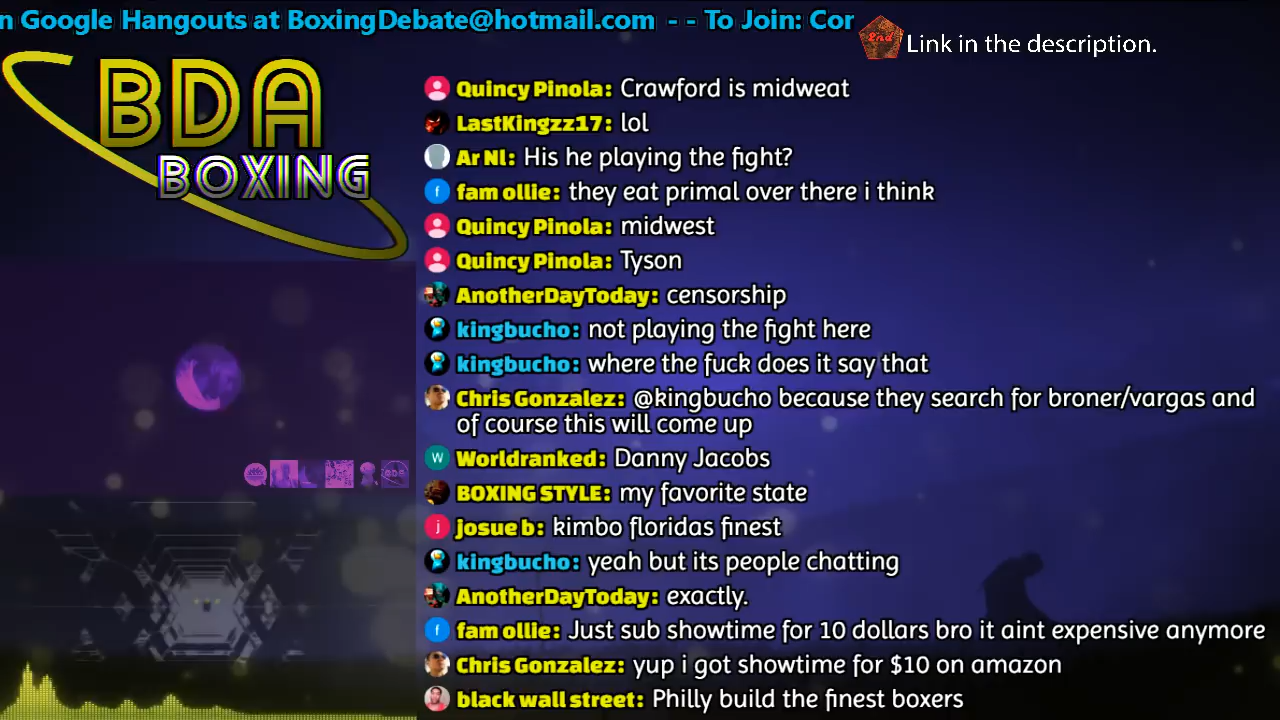 n Google Hangouts at BoxingDebate@hotmail.com - - To Join: Cor
2nd
Link in the description.
BDA
BOXING
Quincy Pinola: Crawford is midweat
LastKingzz17: lol
Ar Nl: His he playing the fight?
f fam ollie: they eat primal over there i think
Quincy Pinola: midwest
Quincy Pinola: Tyson
AnotherDayToday: censorship
kingbucho: not playing the fight here
kingbucho: where the fuck does it say that
Chris Gonzalez: @kingbucho because they search for broner/vargas and
of course this will come up
W Worldranked: Danny Jacobs
BOXING STYLE: my favorite state
j josue b: kimbo floridas finest
kingbucho: yeah but its people chatting
AnotherDayToday: exactly.
f fam ollie: Just sub showtime for 10 dollars bro it aint expensive anymore
Chris Gonzalez: yup i got showtime for $10 on amazon
black wall street: Philly build the finest boxers